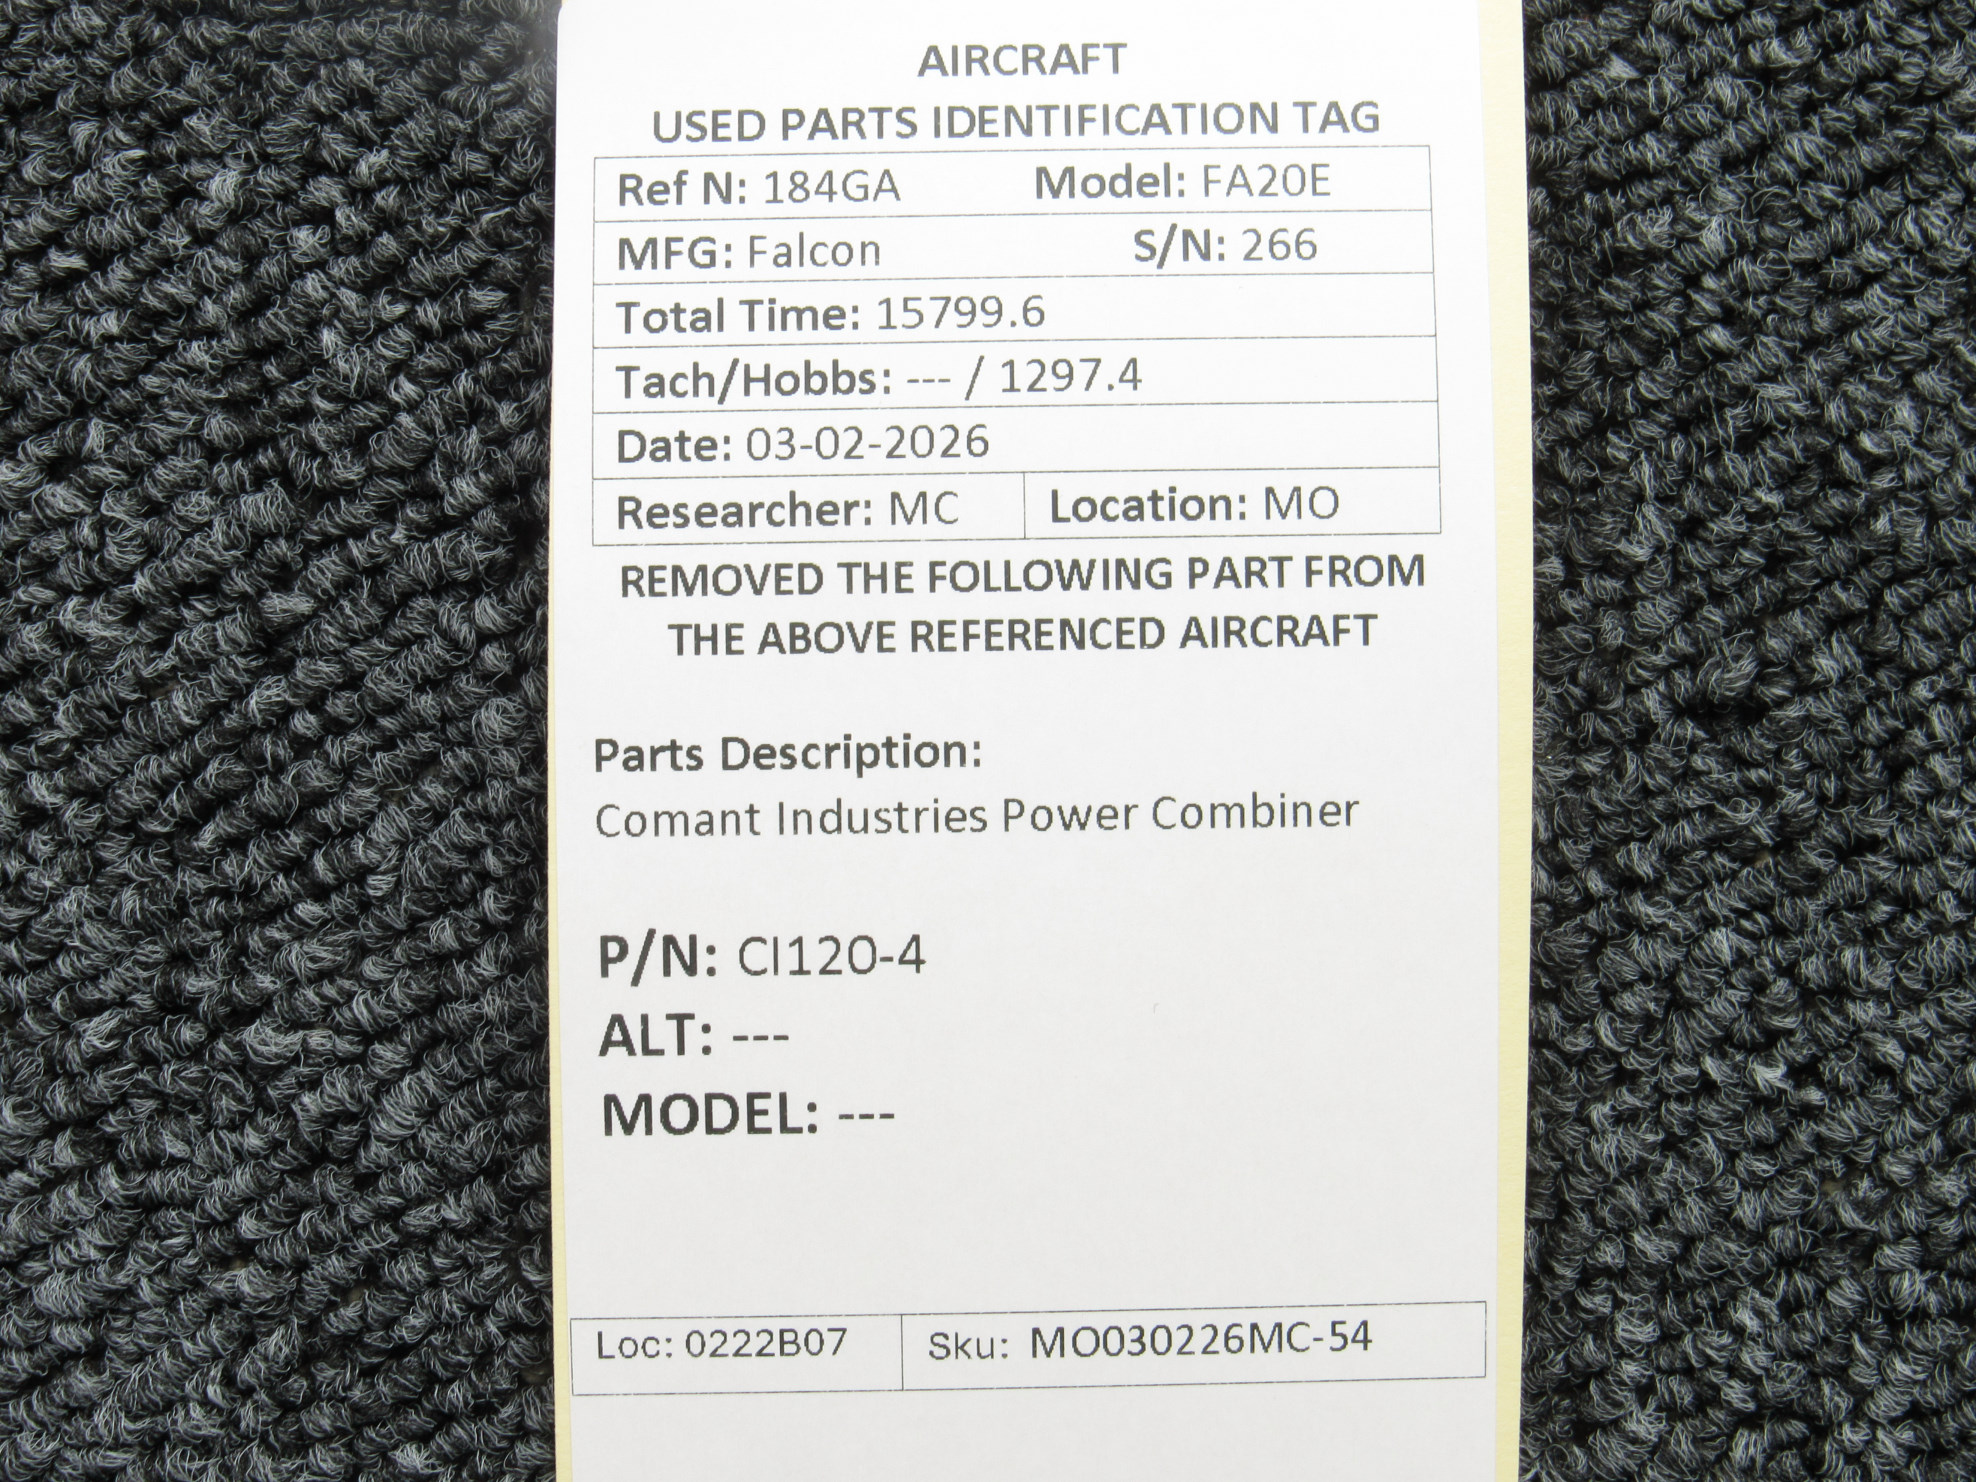 AIRCRAFT
USED PARTS IDENTIFICATION TAG
Ref N: 184GA Model: FA20E
MFG: Falcon S/N: 266
Total Time: 15799.6
Tach/Hobbs: --- / 1297.4
Date: 03-02-2026
Researcher: MC Location: MO
REMOVED THE FOLLOWING PART FROM
THE ABOVE REFERENCED AIRCRAFT
Parts Description:
Comant Industries Power Combiner
P/N: CI120-4
ALT: ---
MODEL: ---
Loc: 0222B07 Sku: MO030226MC-54